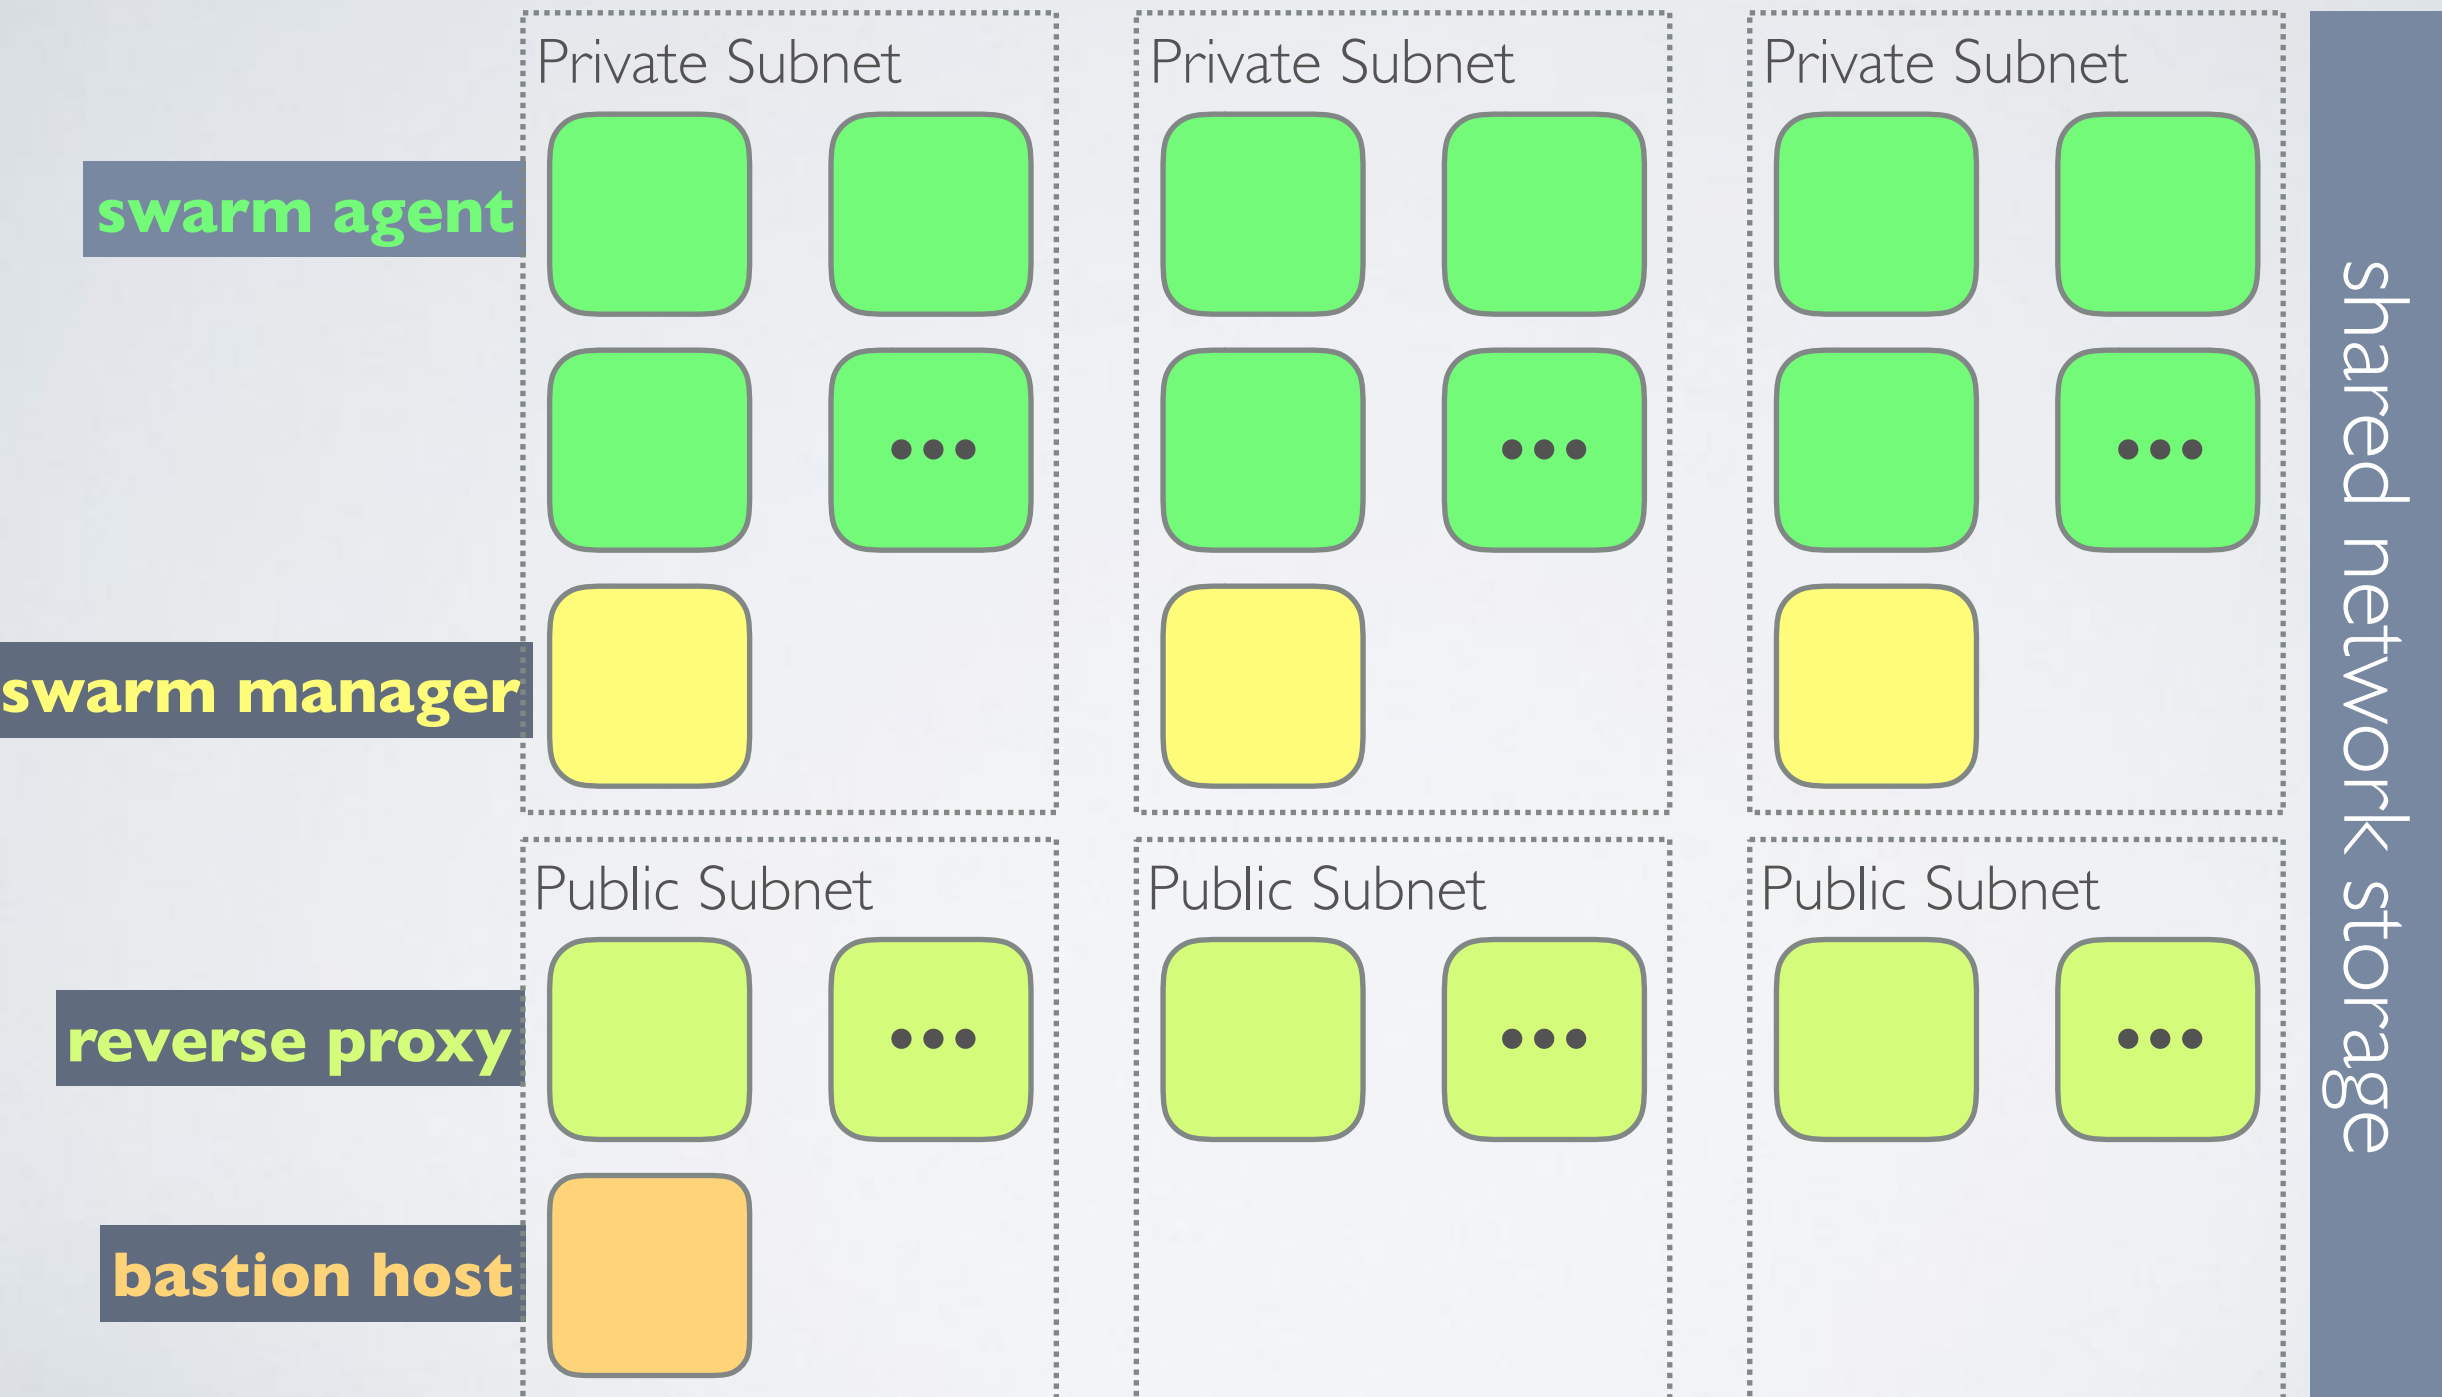 Private Subnet
Private Subnet
Private Subnet
swarm agent
•••
•••
•••
swarm manager
Public Subnet
Public Subnet
Public Subnet
reverse proxy
•••
•••
•••
bastion host
shared network storage